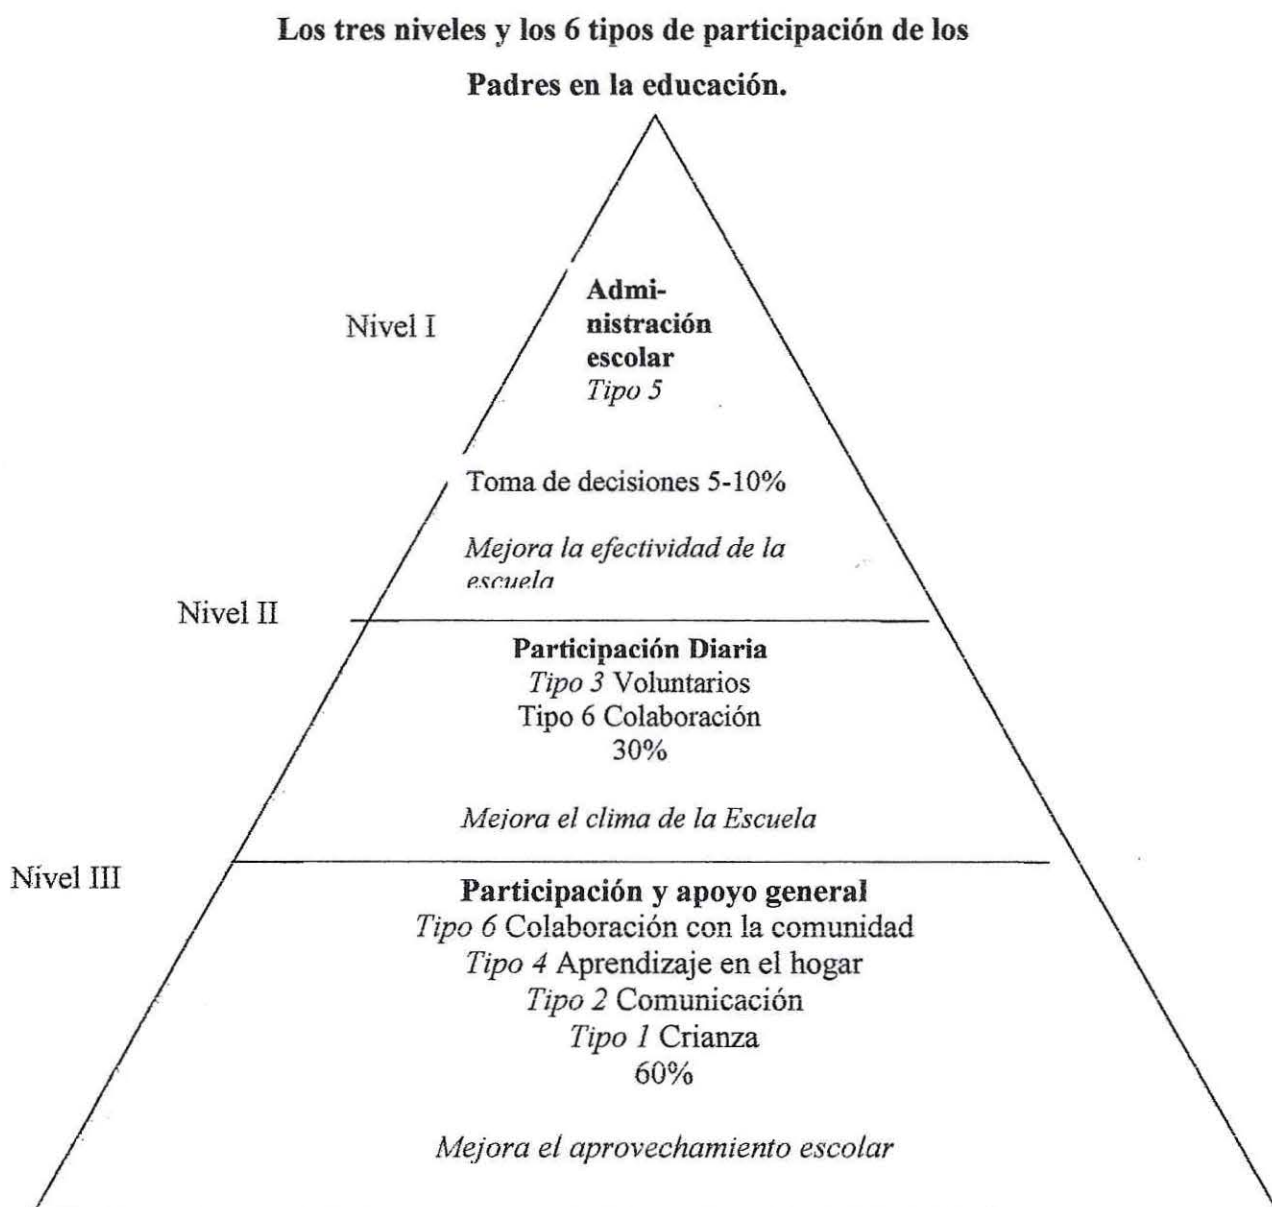 Los tres niveles y los 6 tipos de participación de los
Padres en la educación.
Nivel I
Admi-
nistración
escolar
Tipo 5
Toma de decisiones 5-10%
Mejora la efectividad de la
escuela
Nivel II
Participación Diaria
Tipo 3 Voluntarios
Tipo 6 Colaboración
30%
Mejora el clima de la Escuela
Nivel III
Participación y apoyo general
Tipo 6 Colaboración con la comunidad
Tipo 4 Aprendizaje en el hogar
Tipo 2 Comunicación
Tipo 1 Crianza
60%
Mejora el aprovechamiento escolar